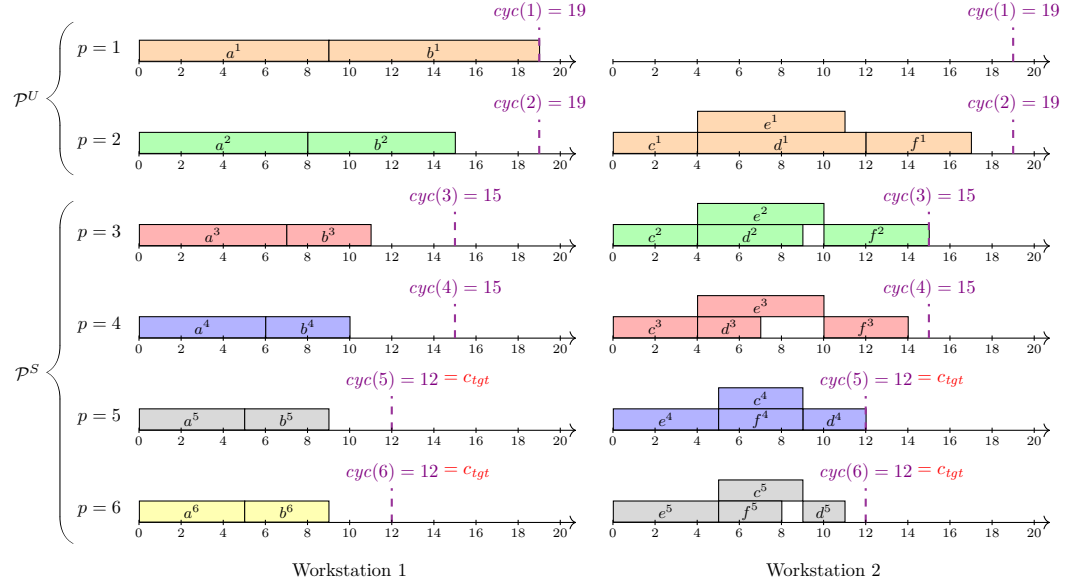 cyc(1) = 19 cyc(1) = 19
p = 1 a^1 b^1
0 2 4 6 8 10 12 14 16 18 20 0 2 4 6 8 10 12 14 16 18 20
𝒫^U
cyc(2) = 19 cyc(2) = 19
e^1
p = 2 a^2 b^2 c^1 d^1 f^1
0 2 4 6 8 10 12 14 16 18 20 0 2 4 6 8 10 12 14 16 18 20
cyc(3) = 15 cyc(3) = 15
e^2
p = 3 a^3 b^3 c^2 d^2 f^2
0 2 4 6 8 10 12 14 16 18 20 0 2 4 6 8 10 12 14 16 18 20
cyc(4) = 15 cyc(4) = 15
e^3
p = 4 a^4 b^4 c^3 d^3 f^3
0 2 4 6 8 10 12 14 16 18 20 0 2 4 6 8 10 12 14 16 18 20
𝒫^S
cyc(5) = 12 = c_{tgt} cyc(5) = 12 = c_{tgt}
c^4
p = 5 a^5 b^5 e^4 f^4 d^4
0 2 4 6 8 10 12 14 16 18 20 0 2 4 6 8 10 12 14 16 18 20
cyc(6) = 12 = c_{tgt} cyc(6) = 12 = c_{tgt}
c^5
p = 6 a^6 b^6 e^5 f^5 d^5
0 2 4 6 8 10 12 14 16 18 20 0 2 4 6 8 10 12 14 16 18 20
Workstation 1 Workstation 2